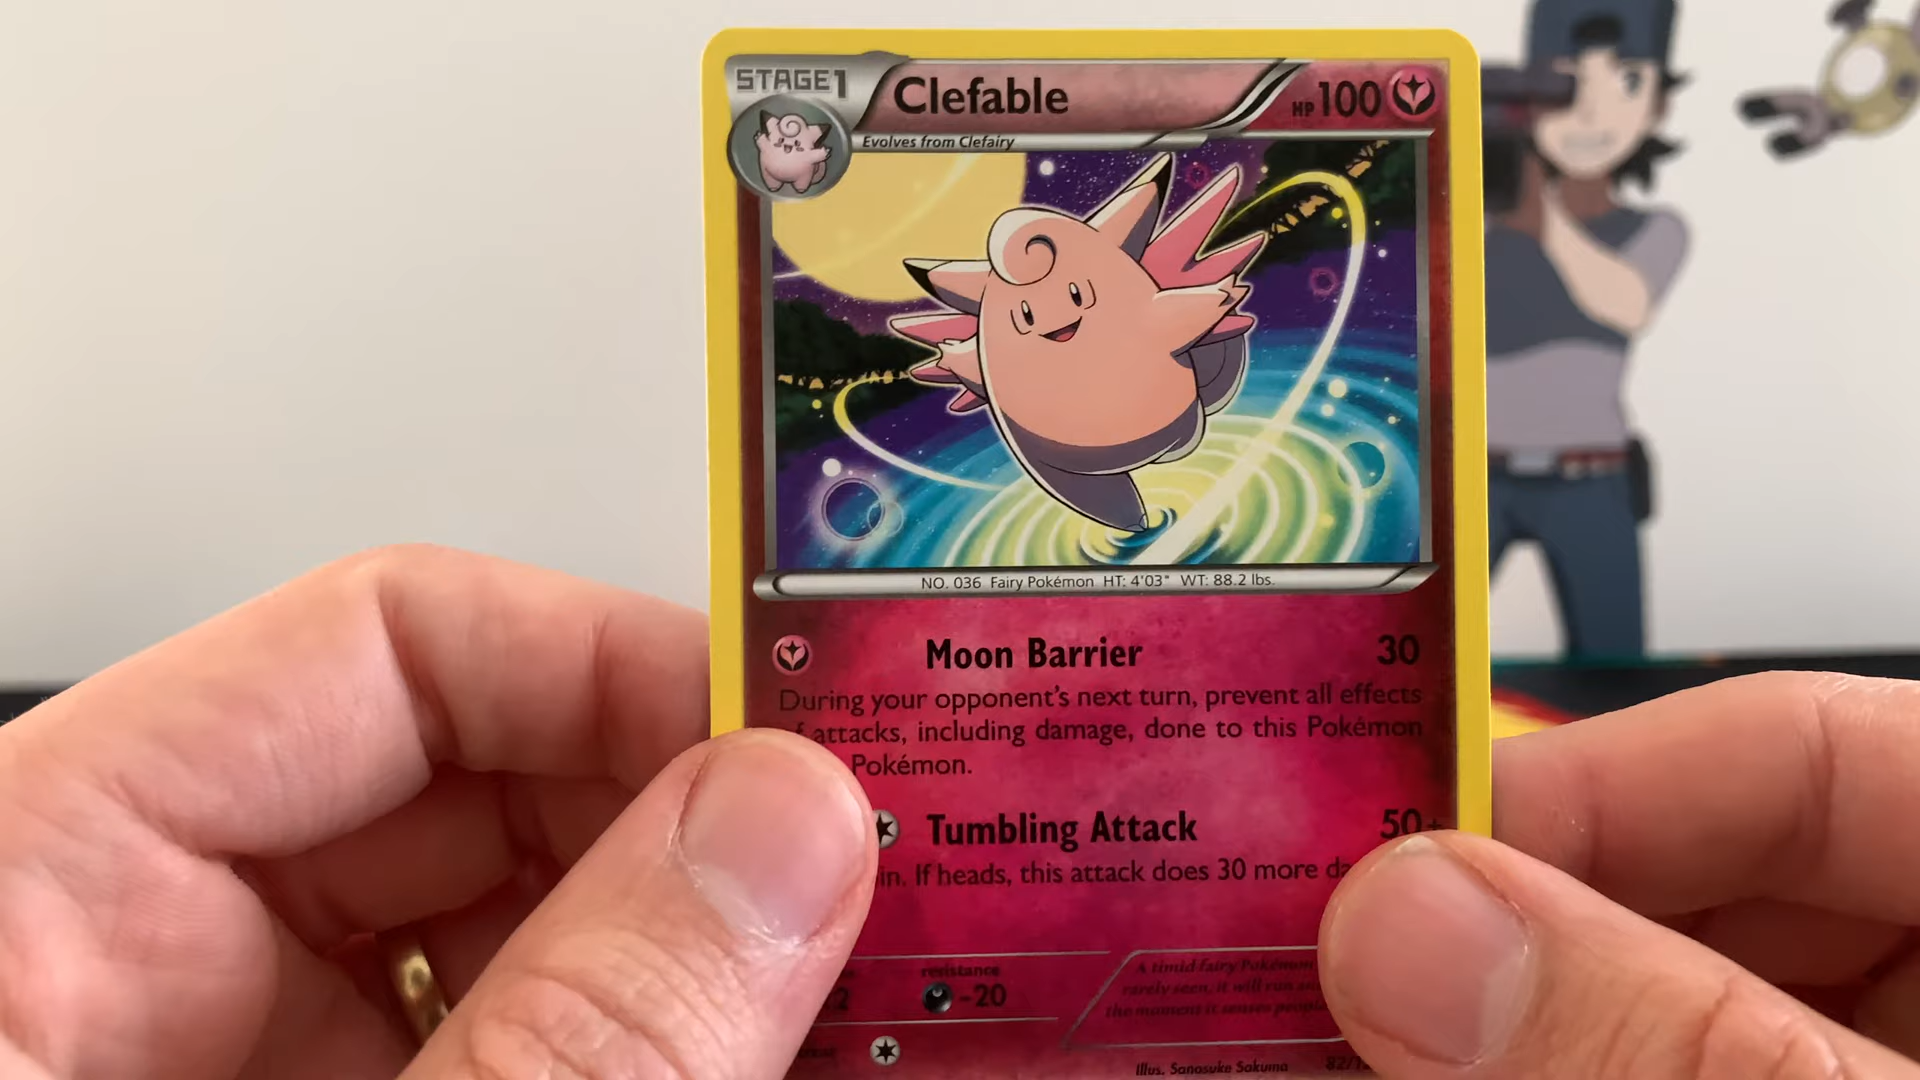 STAGE1
Clefable
HP100
Evolves from Clefairy
NO. 036 Fairy Pokémon HT: 4'03" WT: 88.2 lbs.
Moon Barrier 30
During your opponent's next turn, prevent all effects
attacks, including damage, done to this Pokémon
Pokémon.
Tumbling Attack 50+
in. If heads, this attack does 30 more
resistance
-20
A timid fairy Pokémon
rarely seen, it will run
the moment it senses
Illus. Sanosuke Sakuma 82/1